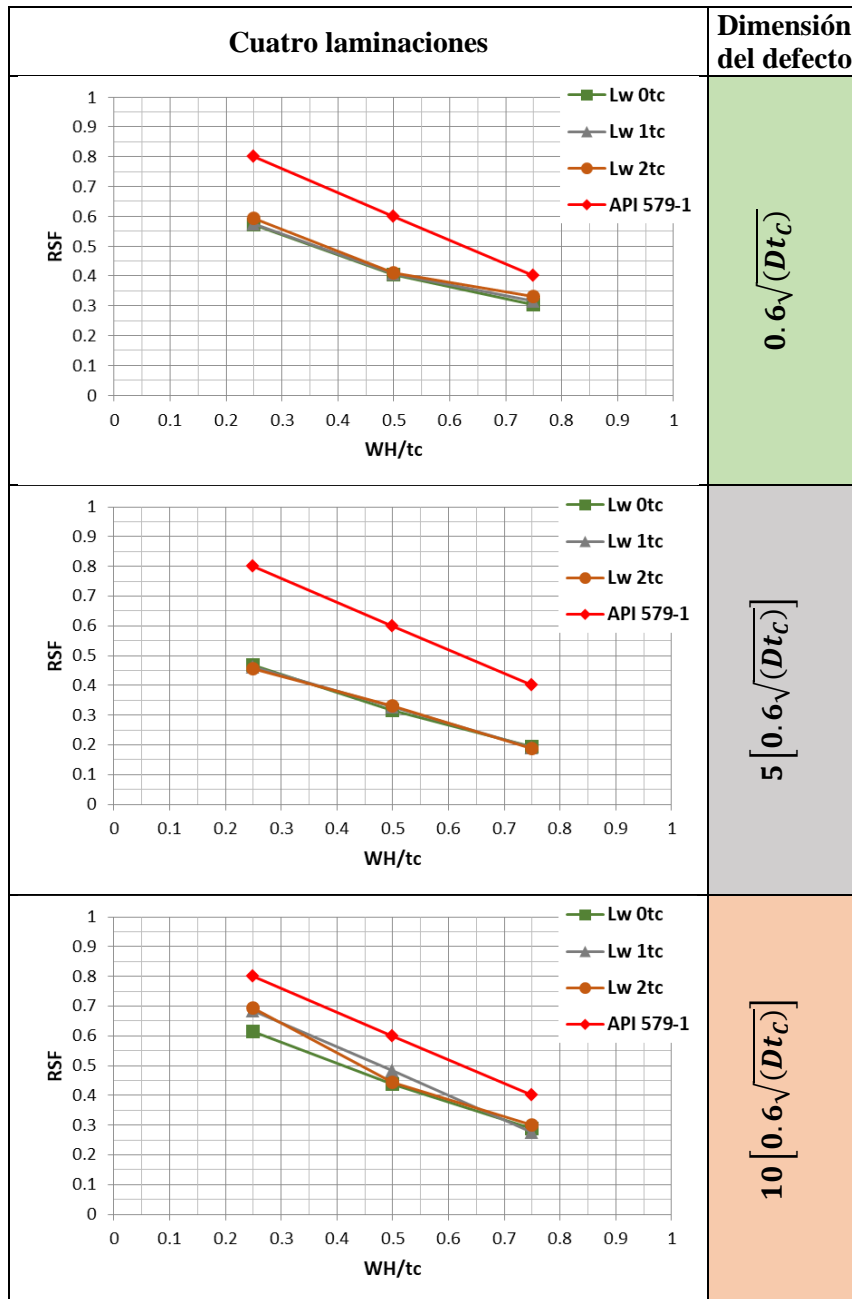 Cuatro laminaciones
Dimensión
del defecto
1
0.9
0.8
0.7
0.6
0.5
0.4
0.3
0.2
0.1
0
RSF
0 0.1 0.2 0.3 0.4 0.5 0.6 0.7 0.8 0.9 1
WH/tc
Lw 0tc
Lw 1tc
Lw 2tc
API 579-1
0.6√(Dt_C)
1
0.9
0.8
0.7
0.6
0.5
0.4
0.3
0.2
0.1
0
RSF
0 0.1 0.2 0.3 0.4 0.5 0.6 0.7 0.8 0.9 1
WH/tc
Lw 0tc
Lw 1tc
Lw 2tc
API 579-1
5[0.6√(Dt_C)]
1
0.9
0.8
0.7
0.6
0.5
0.4
0.3
0.2
0.1
0
RSF
0 0.1 0.2 0.3 0.4 0.5 0.6 0.7 0.8 0.9 1
WH/tc
Lw 0tc
Lw 1tc
Lw 2tc
API 579-1
10[0.6√(Dt_C)]